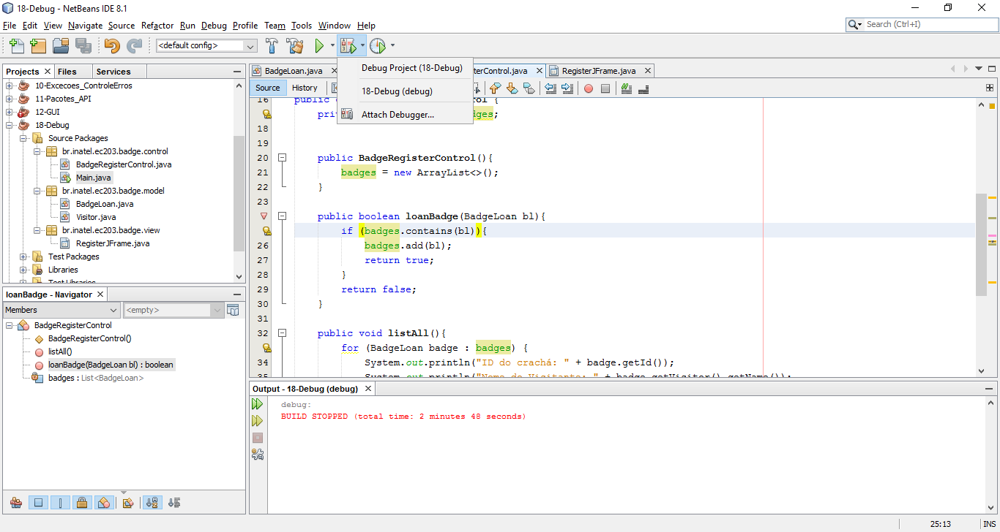 18-Debug - NetBeans IDE 8.1
File Edit View Navigate Source Refactor Run Debug Profile Team Tools Window Help
Search (Ctrl+I)
<default config>
Debug Project (18-Debug)
18-Debug (debug)
Attach Debugger...
Projects Files Services
10-Excecoes_ControleErros
11-Pacotes_API
12-GUI
18-Debug
Source Packages
br.inatel.ec203.badge.control
BadgeRegisterControl.java
Main.java
br.inatel.ec203.badge.model
BadgeLoan.java
Visitor.java
br.inatel.ec203.badge.view
RegisterJFrame.java
Test Packages
Libraries
Test Libraries
loanBadge - Navigator
Members <empty>
BadgeRegisterControl
BadgeRegisterControl()
listAll()
loanBadge(BadgeLoan bl) : boolean
badges : List<BadgeLoan>
BadgeLoan.java terControl.java RegisterJFrame.java
Source History
16 public ol {
pri dges;
18
19
20 public BadgeRegisterControl(){
21 badges = new ArrayList<>();
22 }
23
public boolean loanBadge(BadgeLoan bl){
if (badges.contains(bl)){
26 badges.add(bl);
27 return true;
28 }
29 return false;
30 }
31
32 public void listAll(){
for (BadgeLoan badge : badges) {
34 System.out.println("ID do crachá: " + badge.getId());
35 System.out.println("Nome do Visitante: " + badge.getVisitor().getName());
Output - 18-Debug (debug)
debug:
BUILD STOPPED (total time: 2 minutes 48 seconds)
25:13 INS